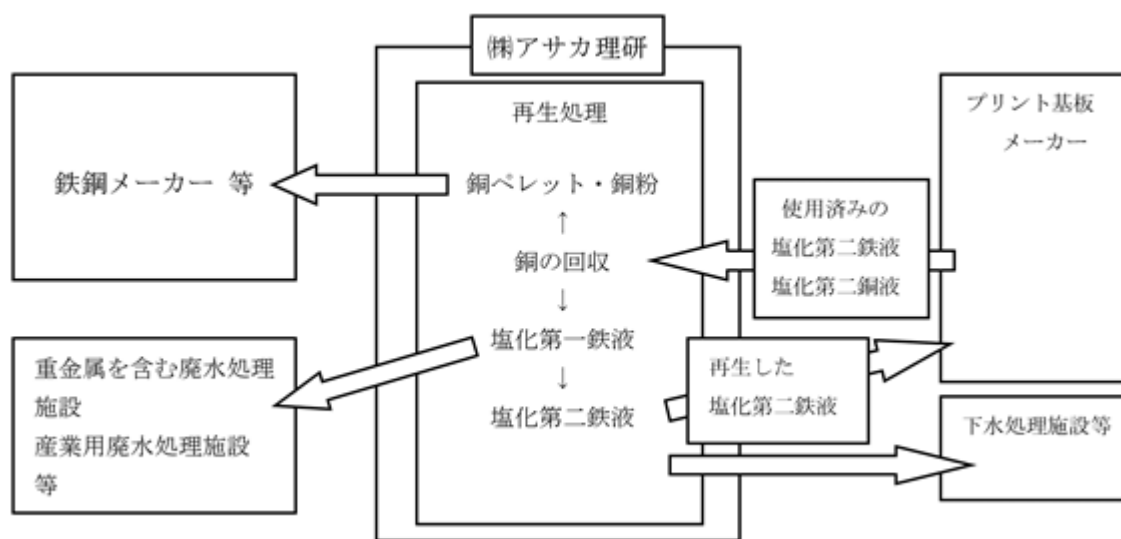 ㈱アサカ理研
再生処理
銅ペレット・銅粉
↑
銅の回収
↓
塩化第一鉄液
↓
塩化第二鉄液
鉄鋼メーカー 等
重金属を含む廃水処理
施設
産業用廃水処理施設
等
プリント基板
メーカー
使用済みの
塩化第二鉄液
塩化第二銅液
再生した
塩化第二鉄液
下水処理施設等